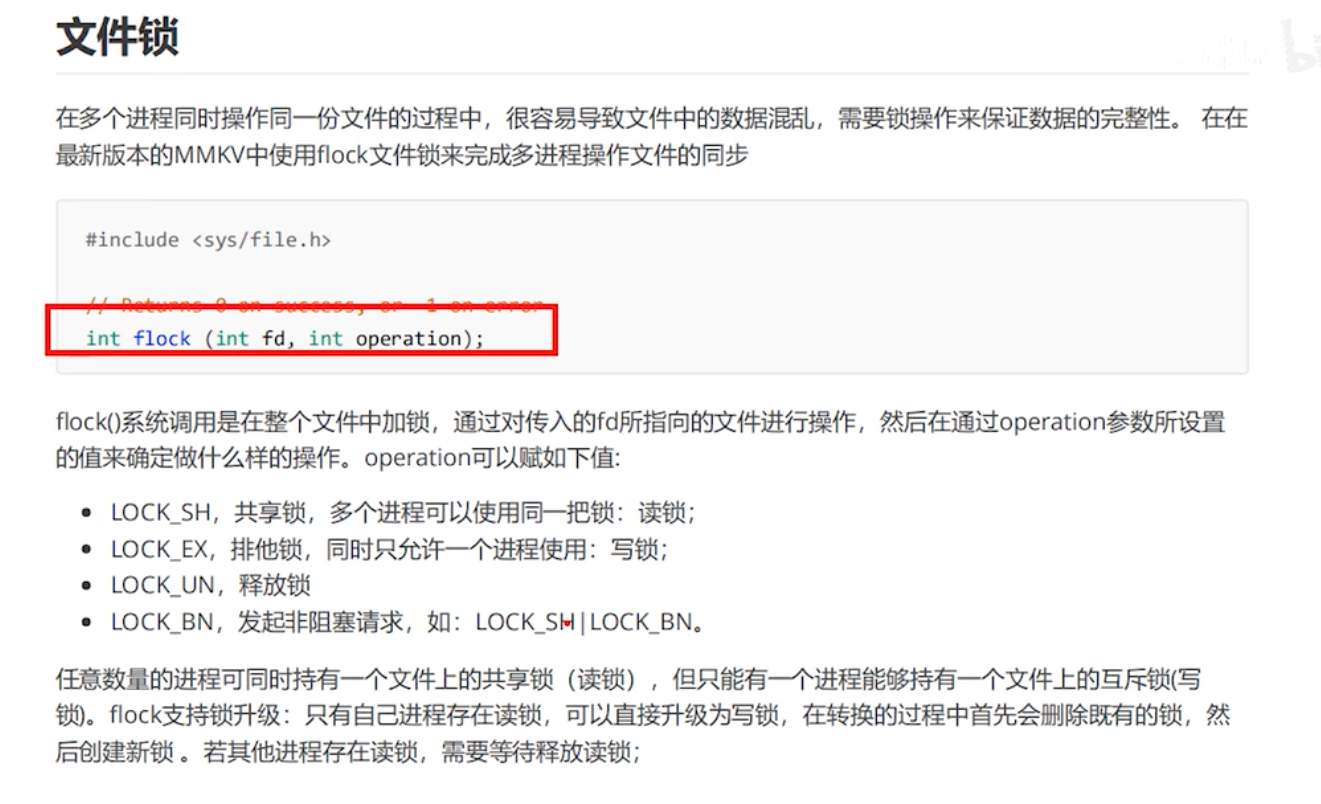 文件锁
在多个进程同时操作同一份文件的过程中，很容易导致文件中的数据混乱，需要锁操作来保证数据的完整性。 在在
最新版本的MMKV中使用flock文件锁来完成多进程操作文件的同步
#include <sys/file.h>
// Returns 0 on success, or -1 on error
int flock (int fd, int operation);
flock()系统调用是在整个文件中加锁，通过对传入的fd所指向的文件进行操作，然后在通过operation参数所设置
的值来确定做什么样的操作。operation可以赋如下值:
• LOCK_SH，共享锁，多个进程可以使用同一把锁：读锁；
• LOCK_EX，排他锁，同时只允许一个进程使用：写锁；
• LOCK_UN，释放锁
• LOCK_BN，发起非阻塞请求，如：LOCK_SH|LOCK_BN。
任意数量的进程可同时持有一个文件上的共享锁（读锁），但只能有一个进程能够持有一个文件上的互斥锁(写
锁)。flock支持锁升级：只有自己进程存在读锁，可以直接升级为写锁，在转换的过程中首先会删除既有的锁，然
后创建新锁 。若其他进程存在读锁，需要等待释放读锁；